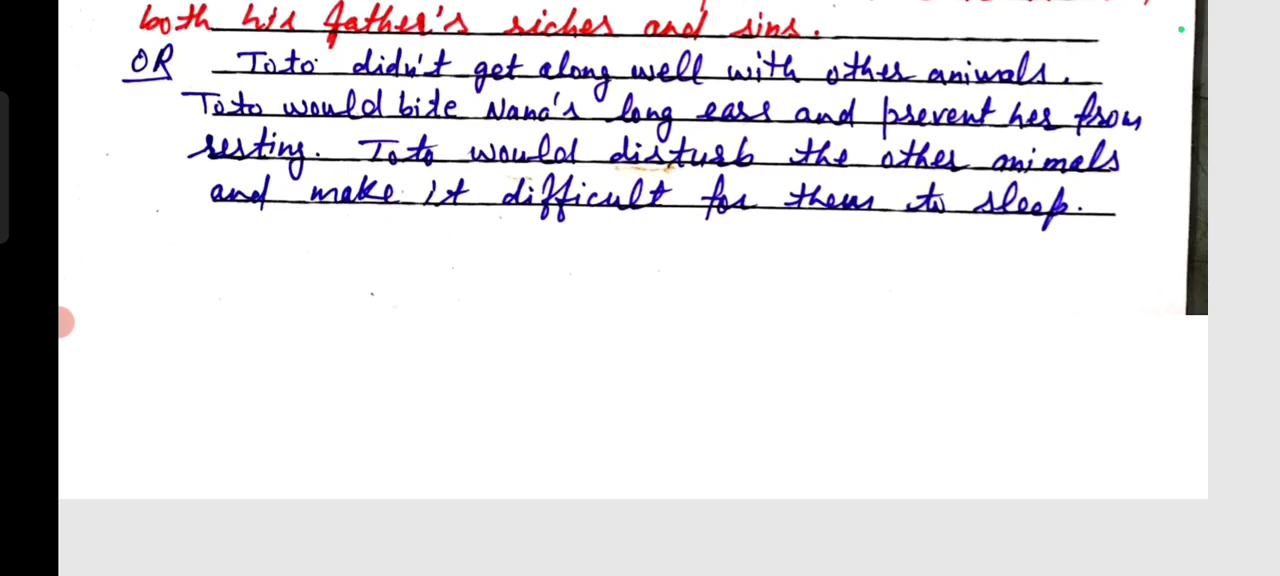 both his father's riches and sins.
OR Toto didn't get along well with other animals.
Toto would bite Nana's long ears and prevent her from
resting. Toto would disturb the other animals
and make it difficult for them to sleep.